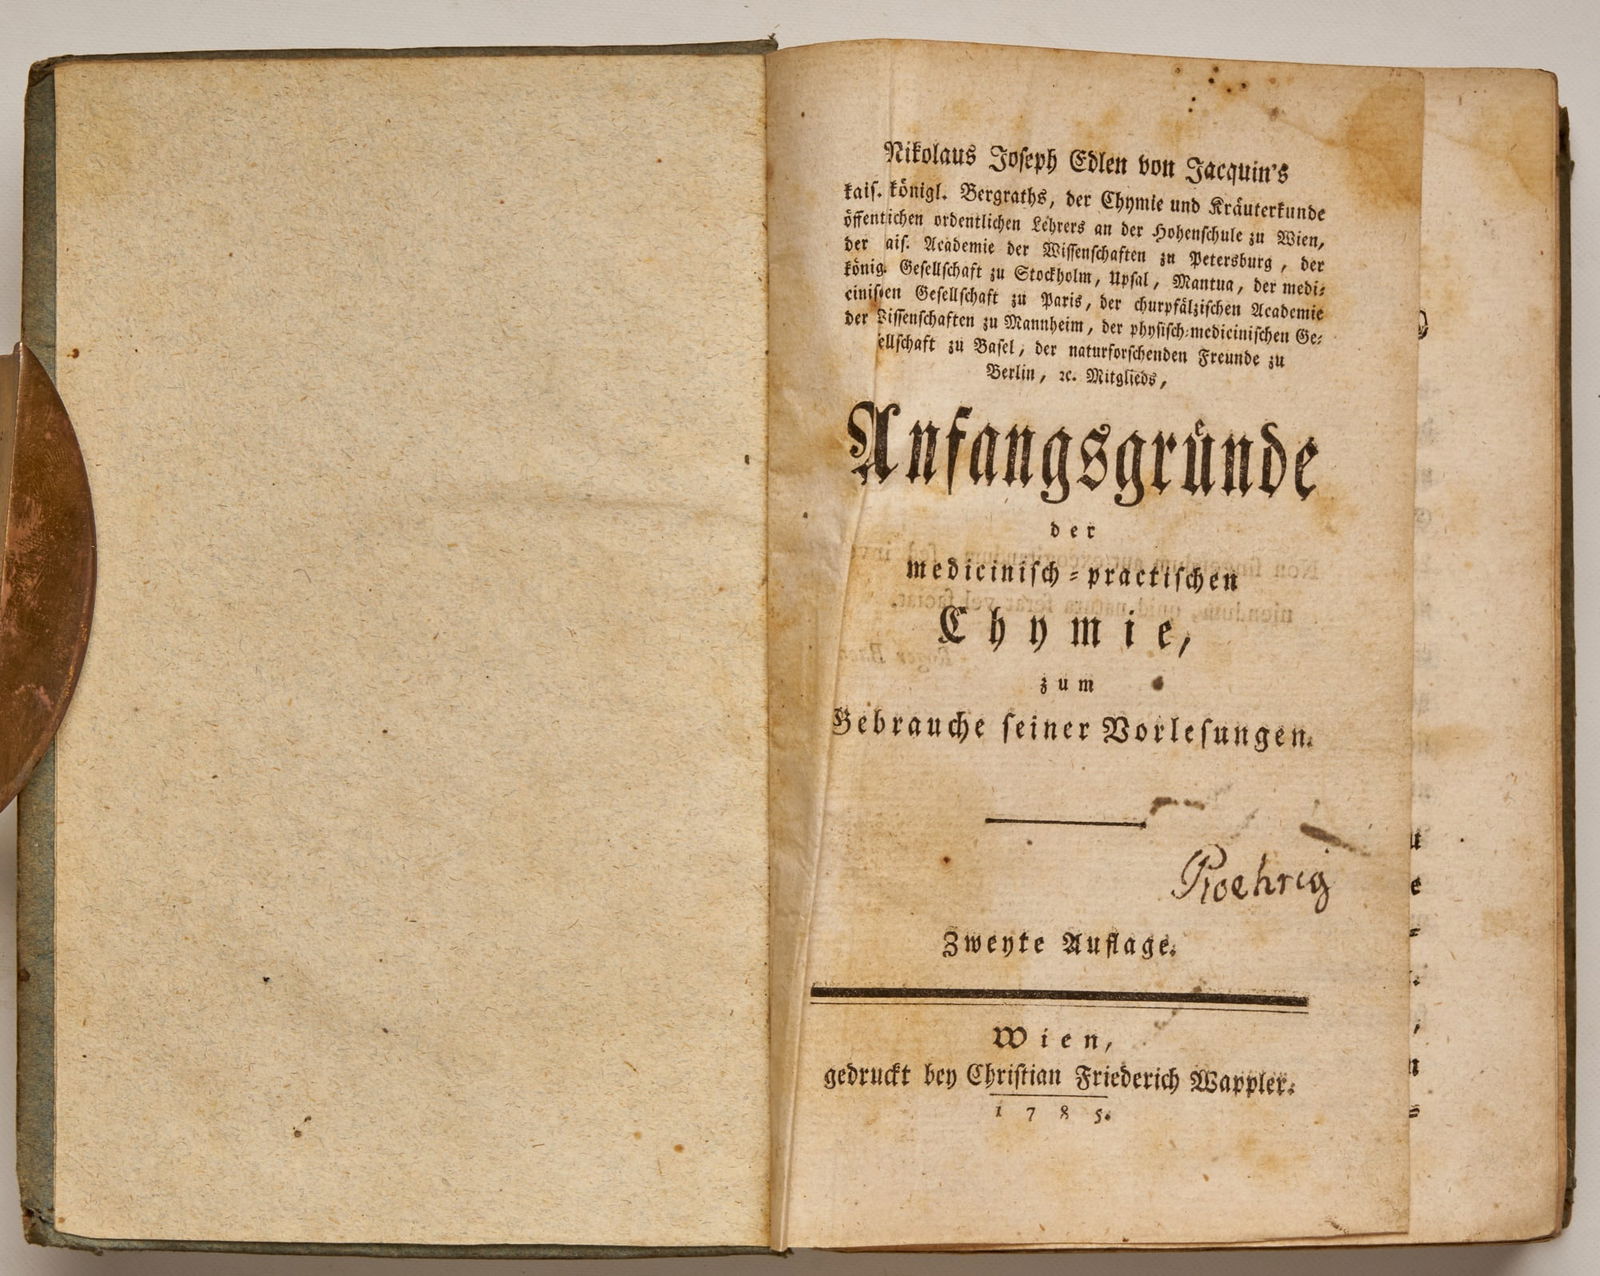 Nikolaus Joseph Edlen von Jacquin's
kais. königl. Bergraths, der Chymie und Kräuterkunde
öffentlichen ordentlichen Lehrers an der Hohenschule zu Wien,
der ais. Academie der Wissenschaften zu Petersburg, der
könig. Gesellschaft zu Stockholm, Upsal, Mantua, der medi-
cinischen Gesellschaft zu Paris, der churpfälzischen Academie
der Wissenschaften zu Mannheim, der physisch-medicinischen Ge-
sellschaft zu Basel, der naturforschenden Freunde zu
Berlin, ꝛc. Mitglieds,
Anfangsgründe
der
medicinisch-practischen
Chymie,
zum
Gebrauche seiner Vorlesungen.
Roehrig
Zweyte Auflage.
Wien,
gedruckt bey Christian Friederich Wappler.
1785.